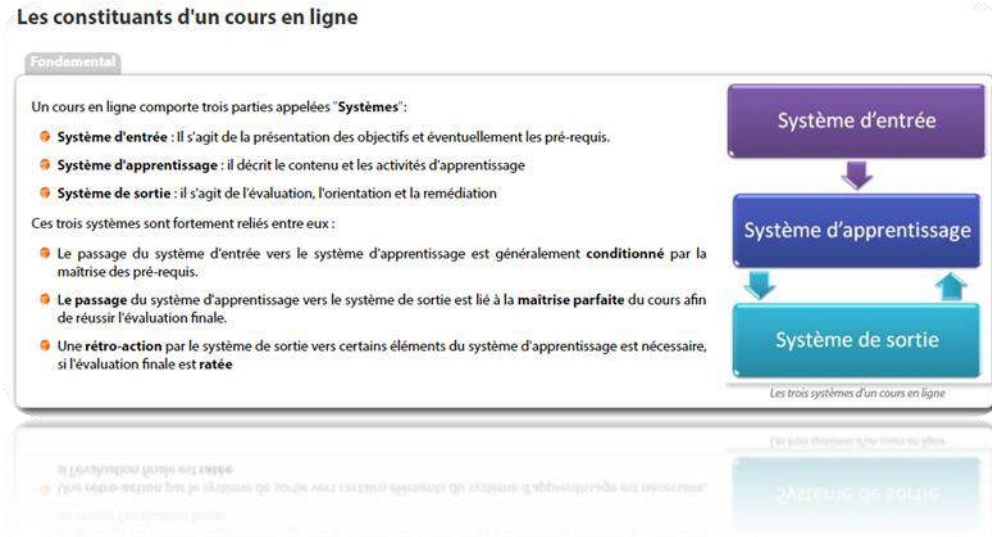 Les constituants d'un cours en ligne
Fondamental
Un cours en ligne comporte trois parties appelées "Systèmes":
Système d'entrée : Il s'agit de la présentation des objectifs et éventuellement les pré-requis.
Système d'apprentissage : il décrit le contenu et les activités d'apprentissage
Système de sortie : il s'agit de l'évaluation, l'orientation et la remédiation
Ces trois systèmes sont fortement reliés entre eux :
Le passage du système d'entrée vers le système d'apprentissage est généralement conditionné par la
maîtrise des pré-requis.
Le passage du système d'apprentissage vers le système de sortie est lié à la maîtrise parfaite du cours afin
de réussir l'évaluation finale.
Une rétro-action par le système de sortie vers certains éléments du système d'apprentissage est nécessaire,
si l'évaluation finale est ratée
Système d'entrée
Système d'apprentissage
Système de sortie
Les trois systèmes d'un cours en ligne